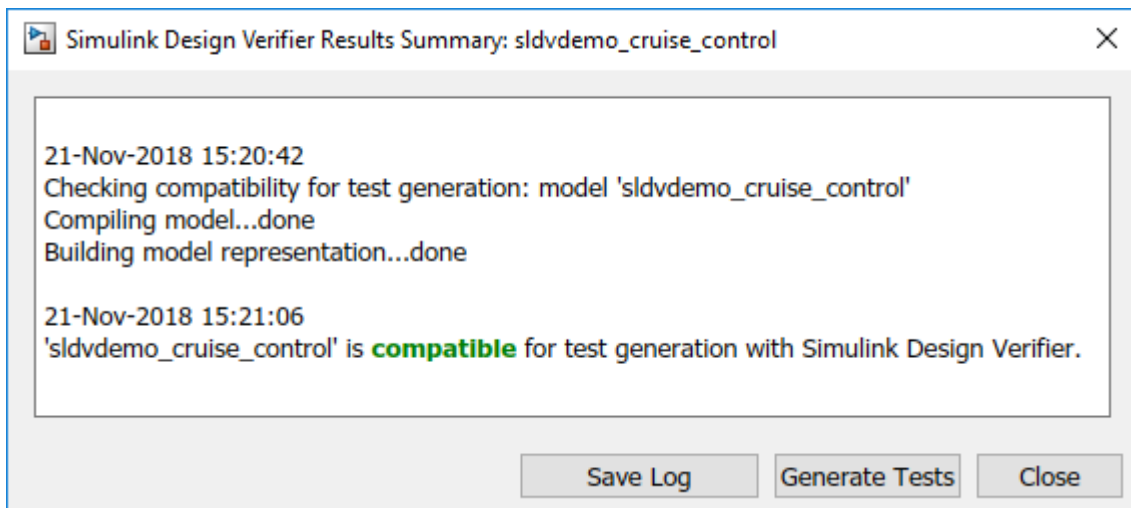 Simulink Design Verifier Results Summary: sldvdemo_cruise_control
21-Nov-2018 15:20:42
Checking compatibility for test generation: model 'sldvdemo_cruise_control'
Compiling model...done
Building model representation...done
21-Nov-2018 15:21:06
'sldvdemo_cruise_control' is compatible for test generation with Simulink Design Verifier.
Save Log
Generate Tests
Close